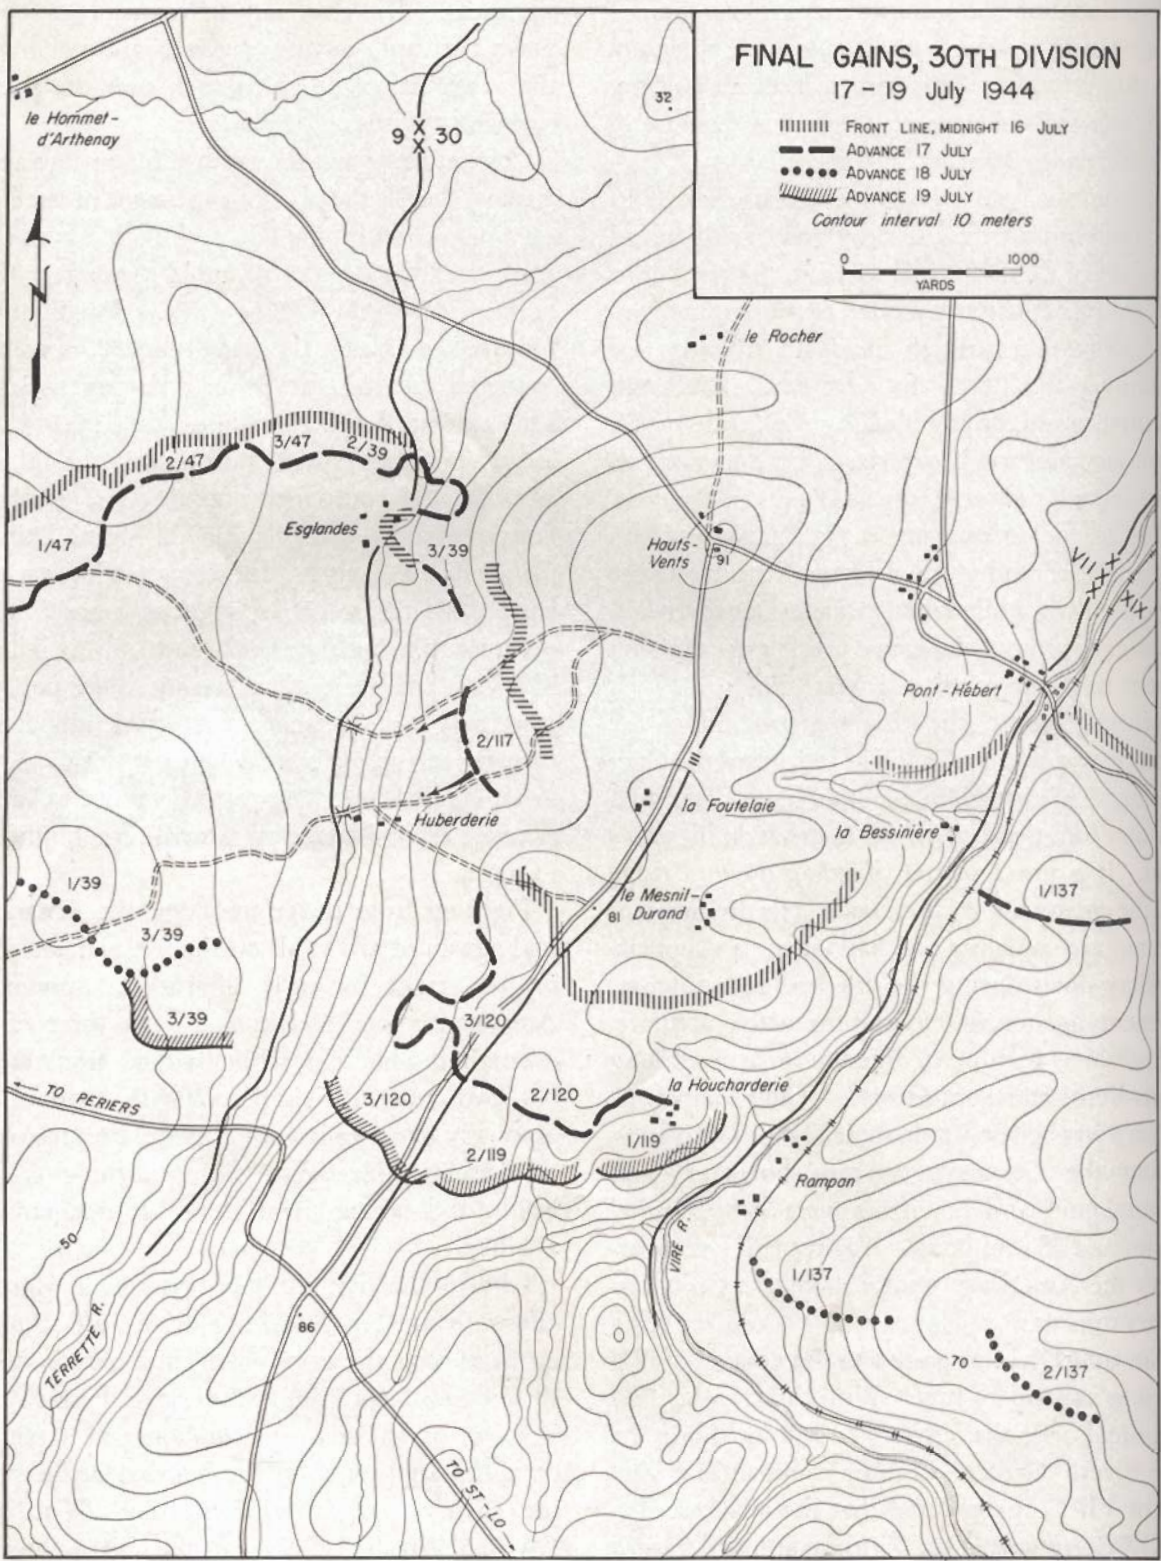 FINAL GAINS, 30TH DIVISION
17 - 19 July 1944
FRONT LINE, MIDNIGHT 16 JULY
ADVANCE 17 JULY
ADVANCE 18 JULY
ADVANCE 19 JULY
Contour interval 10 meters
0 1000
YARDS
le Hommet-
d'Arthenay
9 XX 30
32
N
le Rocher
2/47
3/47
2/39
1/47
Esglandes
3/39
Hauts-
Vents
91
VII XXX XIX
Pont-Hébert
2/117
III
la Foutelaie
Huberderie
la Bessinière
1/39
le Mesnil-
Durand
81
1/137
3/39
3/39
3/120
la Houcharderie
TO PERIERS
3/120
2/120
1/119
2/119
Rampan
50
VIRE R.
1/137
TERRETTE R.
86
70
2/137
TO ST-LO